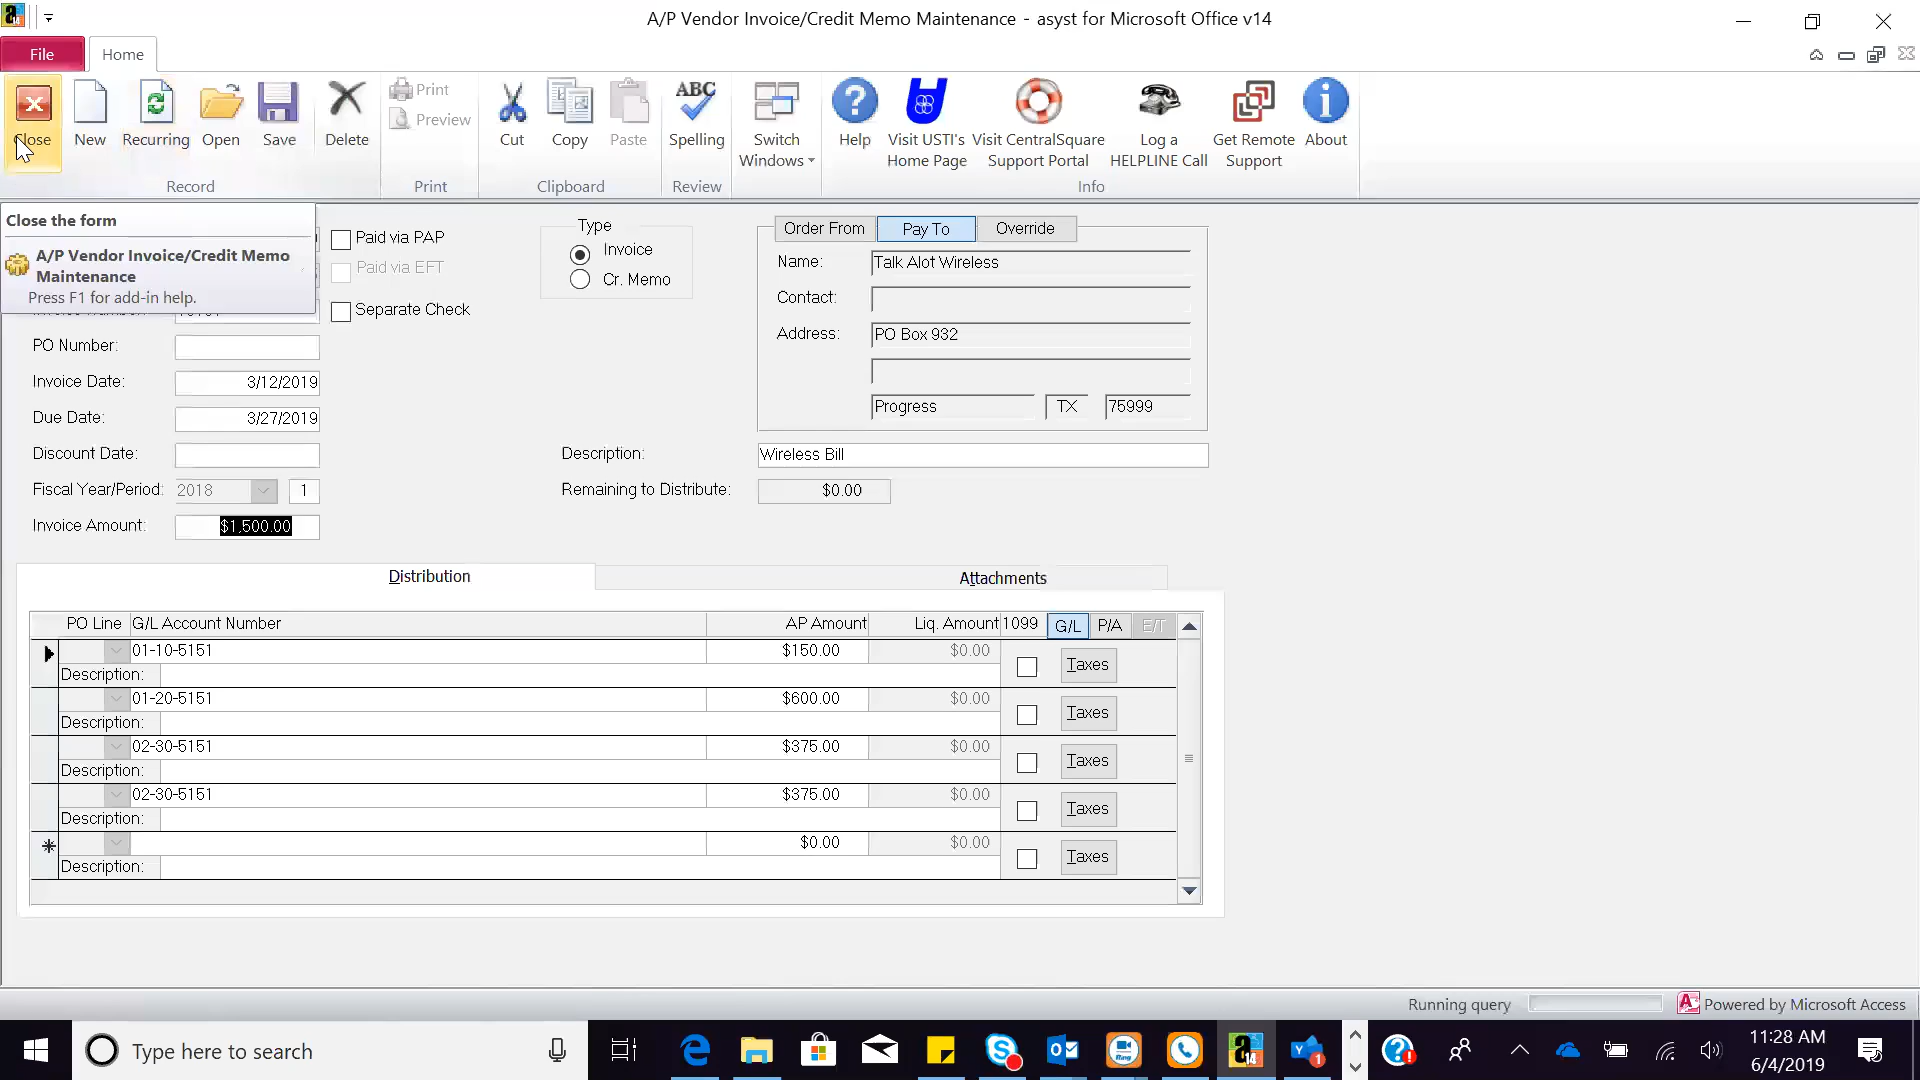 A/P Vendor Invoice/Credit Memo Maintenance - asyst for Microsoft Office v14
File
Home
Close
New
Recurring
Open
Save
Delete
Print
Preview
Cut
Copy
Paste
ABC
Spelling
Switch
Windows
Help
Visit USTI's
Home Page
Visit CentralSquare
Support Portal
Log a
HELPLINE Call
Get Remote
Support
About
Record
Print
Clipboard
Review
Info
Close the form
A/P Vendor Invoice/Credit Memo
Maintenance
Press F1 for add-in help.
Paid via PAP
Paid via EFT
Separate Check
Type
Invoice
Cr. Memo
Order From
Pay To
Override
Name:
Talk Alot Wireless
Contact:
Address:
PO Box 932
Progress
TX
75999
PO Number:
Invoice Date:
3/12/2019
Due Date:
3/27/2019
Discount Date:
Description:
Wireless Bill
Fiscal Year/Period:
2018
1
Remaining to Distribute:
$0.00
Invoice Amount:
$1,500.00
Distribution
Attachments
PO Line
G/L Account Number
AP Amount
Liq. Amount
1099
G/L
P/A
E/T
01-10-5151
$150.00
$0.00
Taxes
Description:
01-20-5151
$600.00
$0.00
Taxes
Description:
02-30-5151
$375.00
$0.00
Taxes
Description:
02-30-5151
$375.00
$0.00
Taxes
Description:
$0.00
$0.00
Taxes
Description:
Running query
Powered by Microsoft Access
Type here to search
11:28 AM
6/4/2019